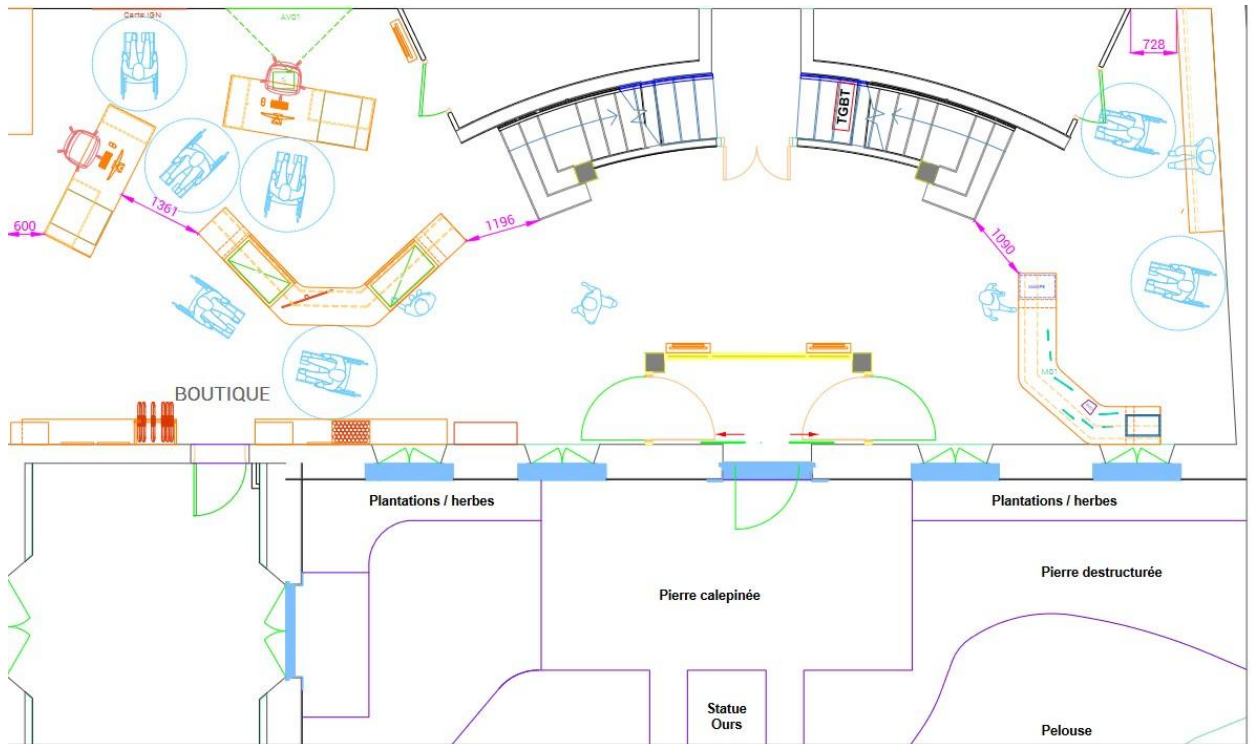 Carte IGN
AV01
728
TGBT
1361
600
1196
1090
M01
BOUTIQUE
Plantations / herbes
Plantations / herbes
Pierre destructurée
Pierre calepinée
Statue
Ours
Pelouse